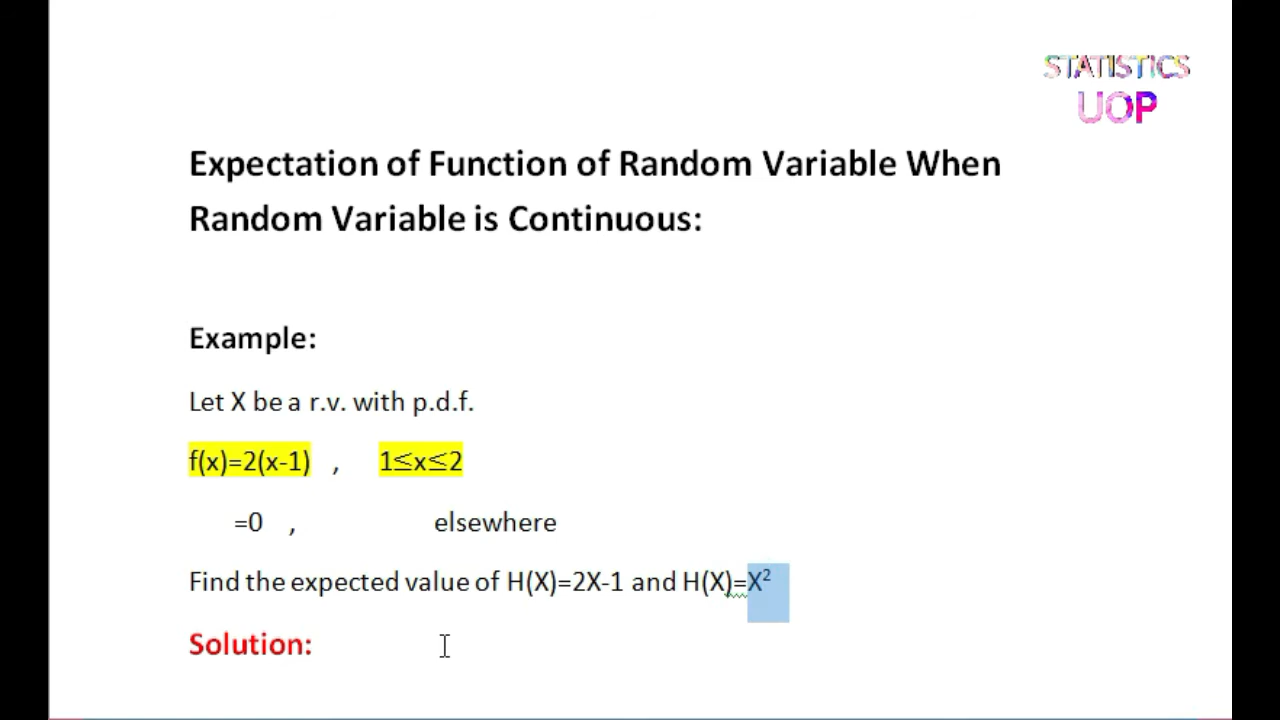 STATISTICS
UOP
Expectation of Function of Random Variable When
Random Variable is Continuous:
Example:
Let X be a r.v. with p.d.f.
f(x)=2(x-1) , 1≤x≤2
=0 , elsewhere
Find the expected value of H(X)=2X-1 and H(X)=X²
Solution: